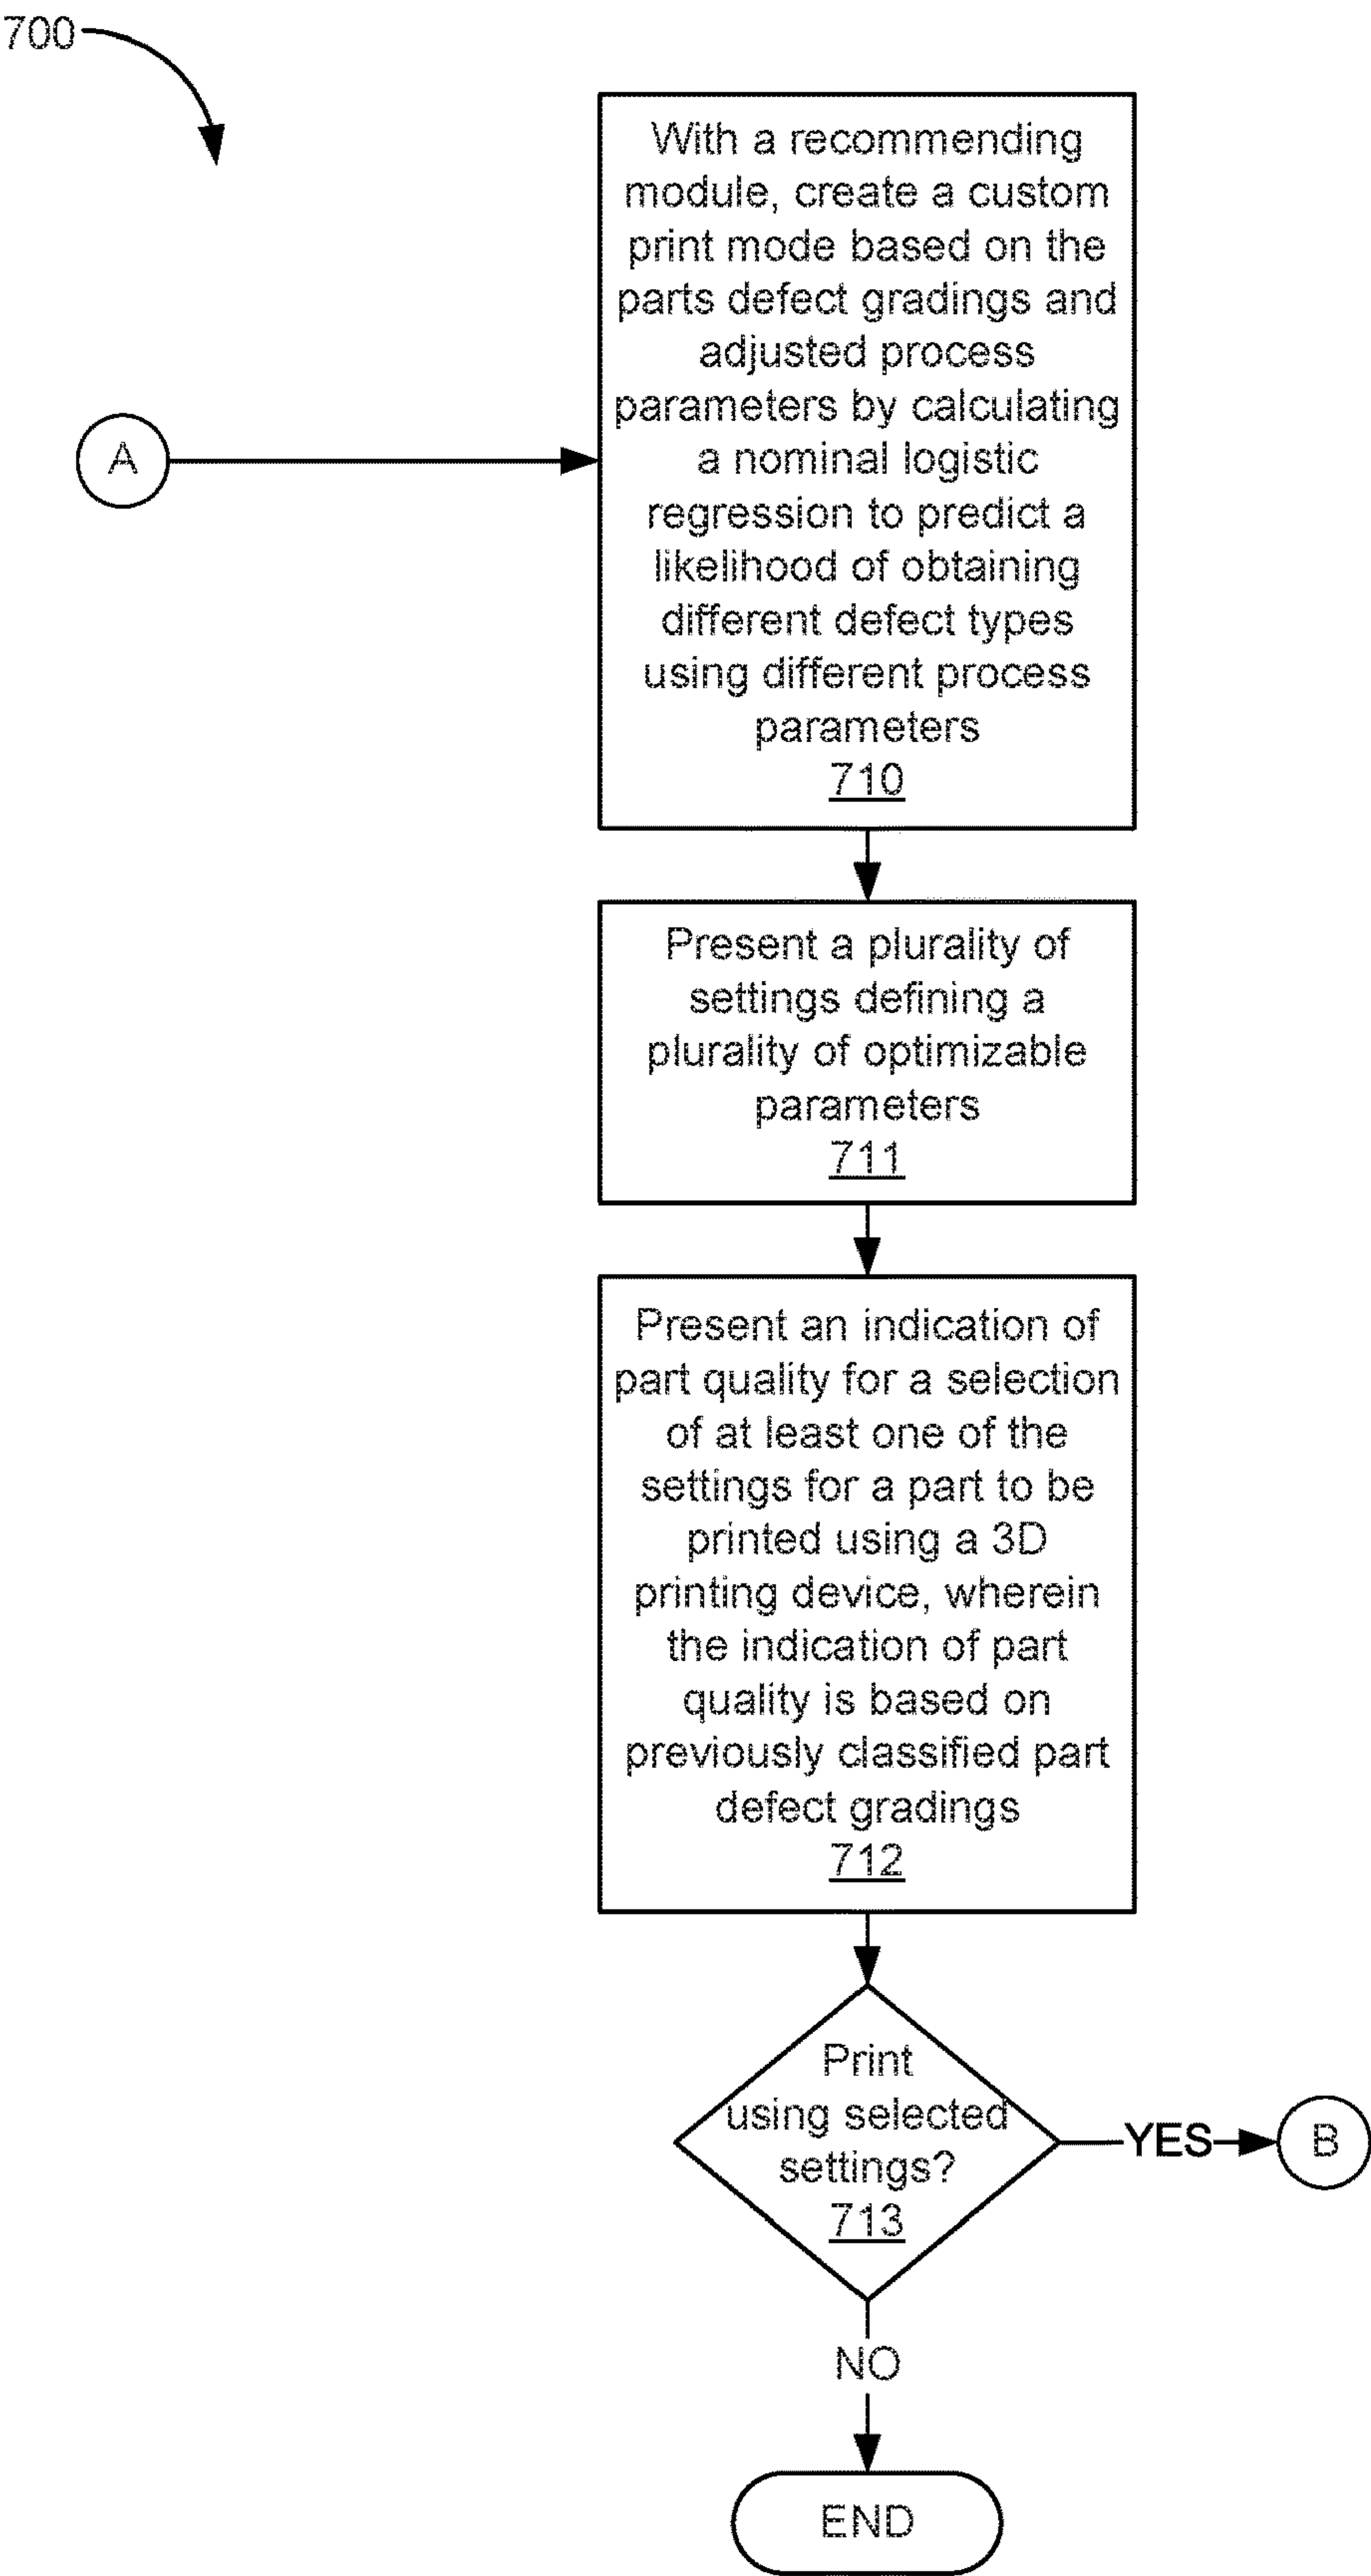 700
With a recommending
module, create a custom
print mode based on the
parts defect gradings and
adjusted process
parameters by calculating
A
a nominal logistic
regression to predict a
likelihood of obtaining
different defect types
using different process
parameters
710
Present a plurality of
settings defining a
plurality of optimizable
parameters
711
Present an indication of
part quality for a selection
of at least one of the
settings for a part to be
printed using a 3D
printing device, wherein
the indication of part
quality is based on
previously classified part
defect gradings
712
Print
using selected
settings?
713
YES
B
NO
END